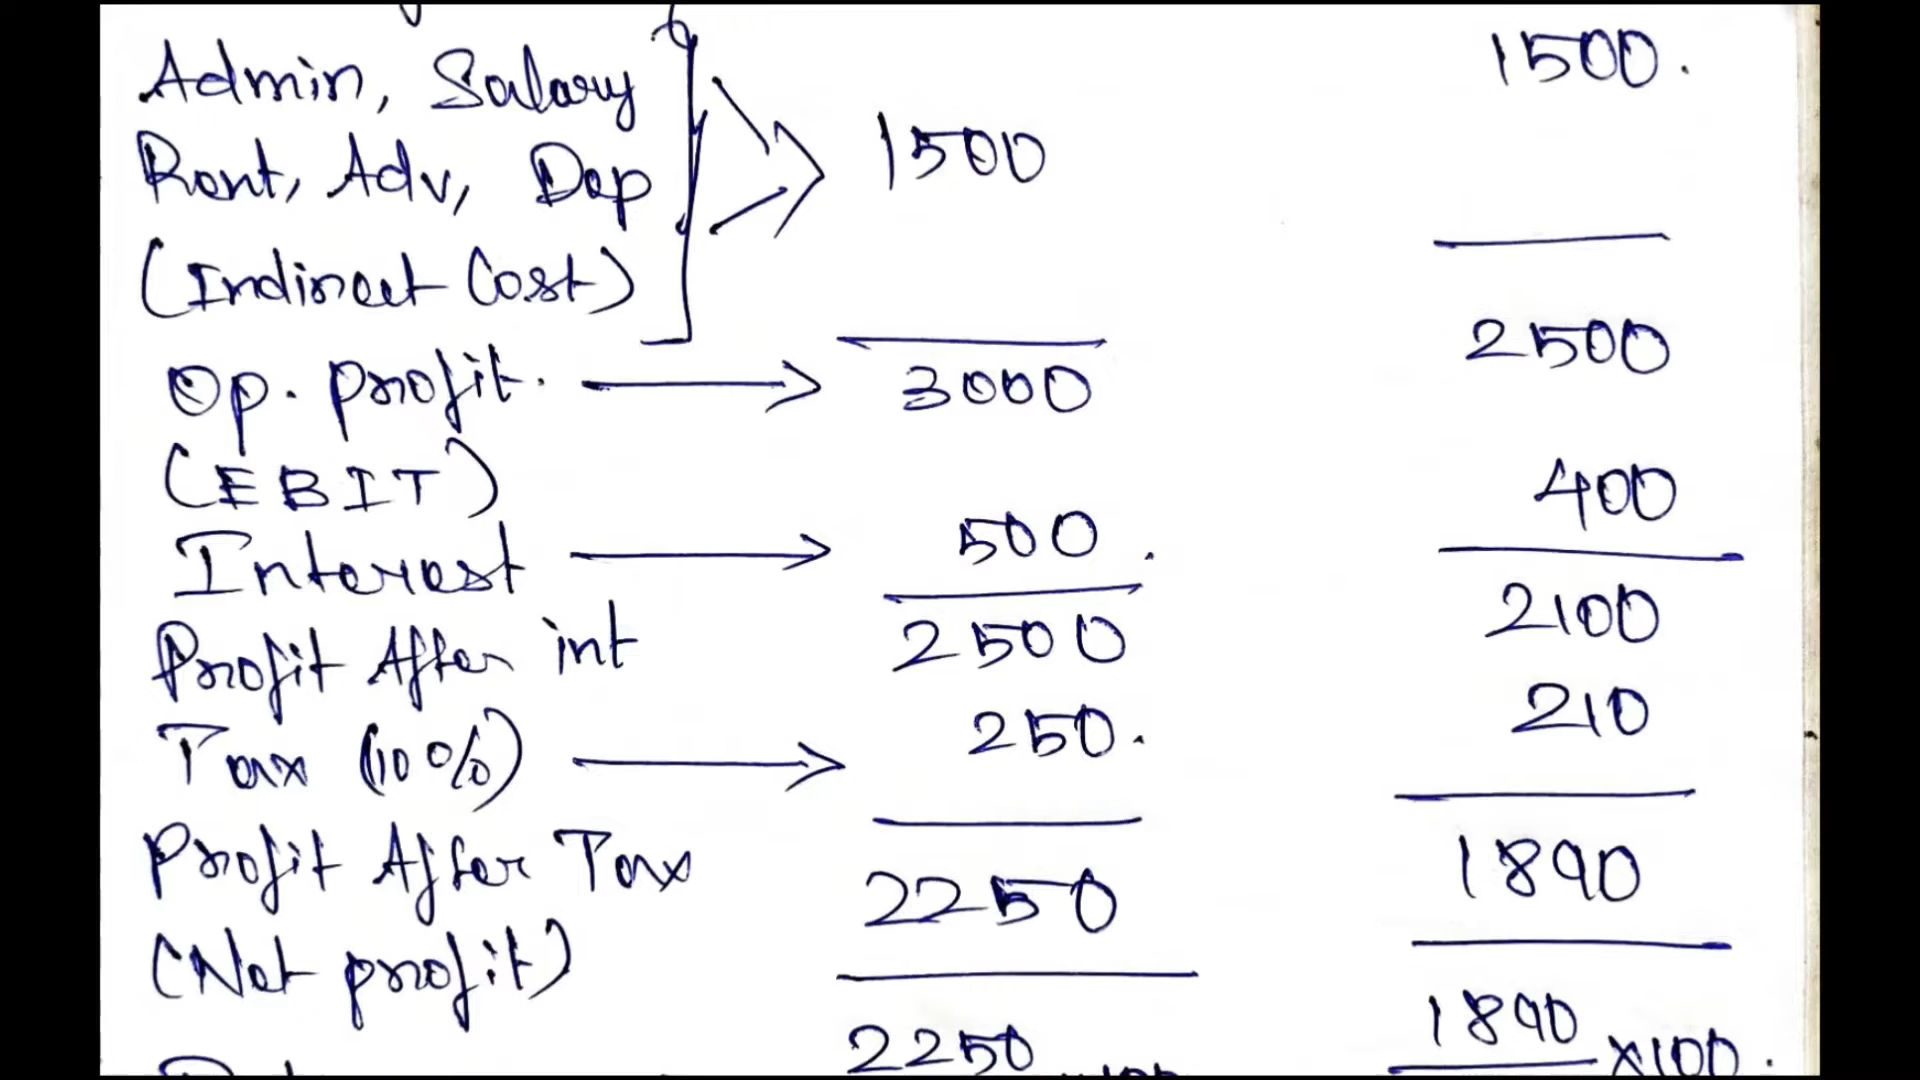 1500.
Admin, Salary
Rent, Adv, Dep 1500
(Indirect Cost)
2500
Op. profit. 3000
(EBIT) 400
Interest 500.
2100
Profit After int 2500
210
Tax (10%) 250.
Profit After Tax 1890
2250
(Net profit)
1890 ×100.
2250